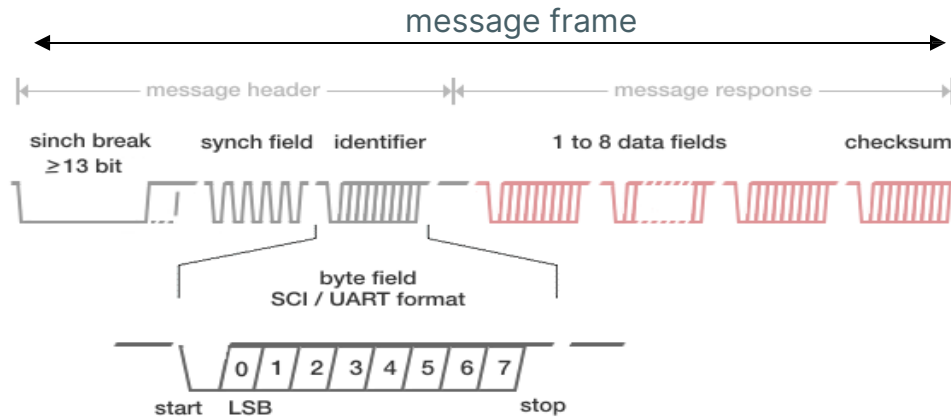 message frame
message header
message response
sinch break
≥13 bit
synch field
identifier
1 to 8 data fields
checksum
byte field
SCI / UART format
0 1 2 3 4 5 6 7
start LSB stop